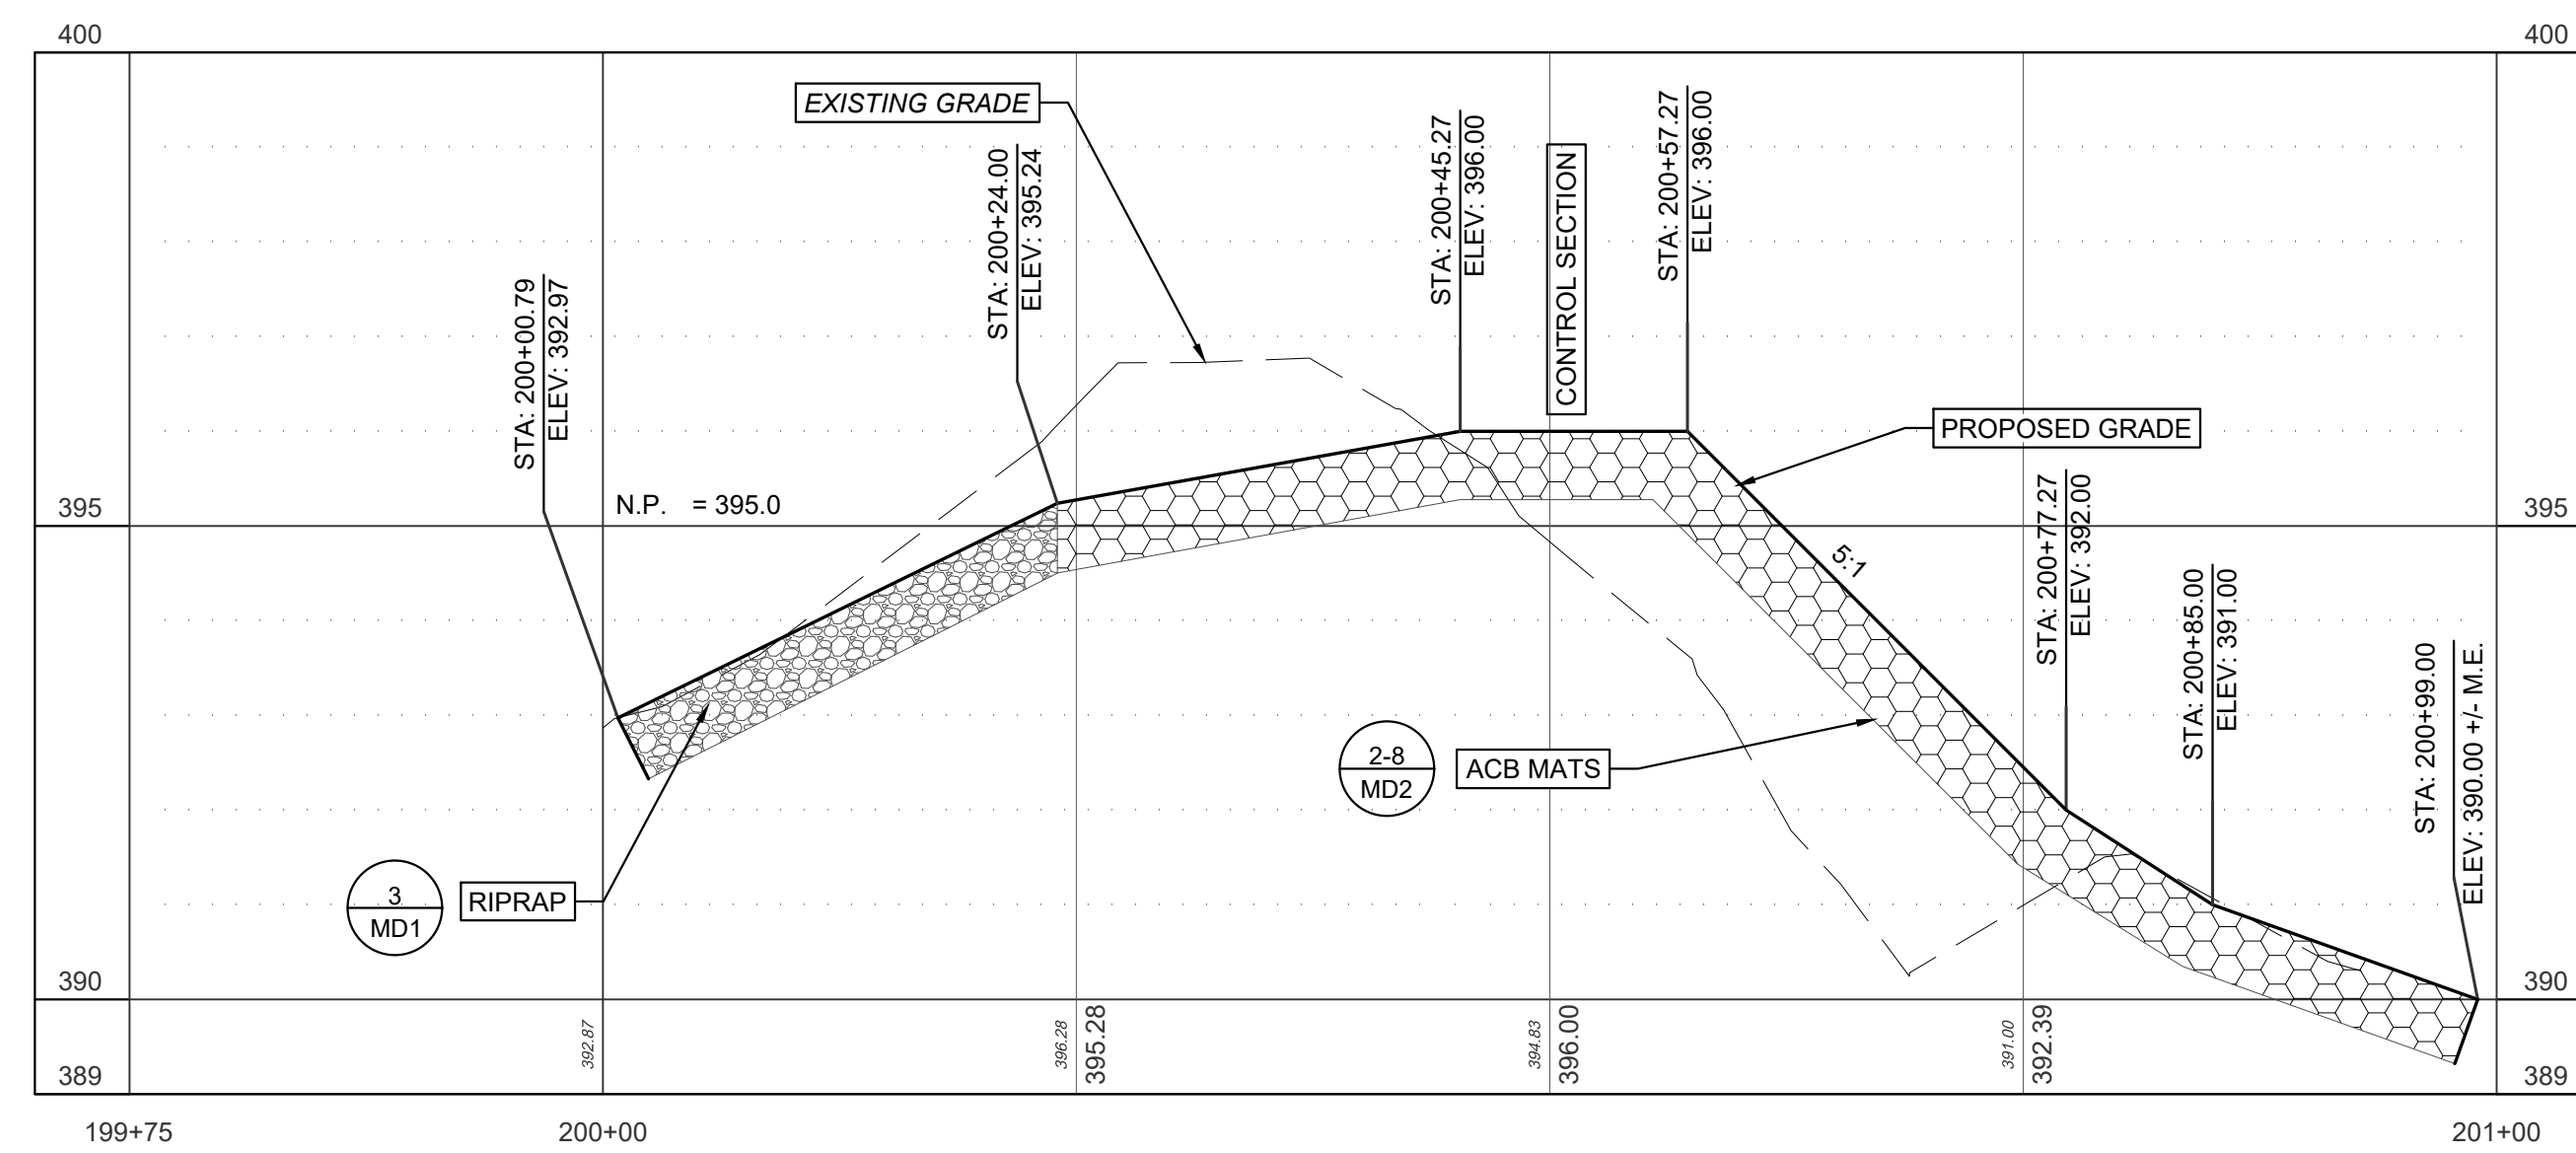 400
400
EXISTING GRADE
STA: 200+00.79
ELEV: 392.97
STA: 200+24.00
ELEV: 395.24
STA: 200+45.27
ELEV: 396.00
CONTROL SECTION
STA: 200+57.27
ELEV: 396.00
PROPOSED GRADE
STA: 200+77.27
ELEV: 392.00
STA: 200+85.00
ELEV: 391.00
STA: 200+99.00
ELEV: 390.00 +/- M.E.
N.P. = 395.0
395
395
5:1
2-8
MD2
ACB MATS
3
MD1
RIPRAP
390
390
392.87
396.28
395.28
394.83
396.00
391.00
392.39
389
389
199+75
200+00
201+00